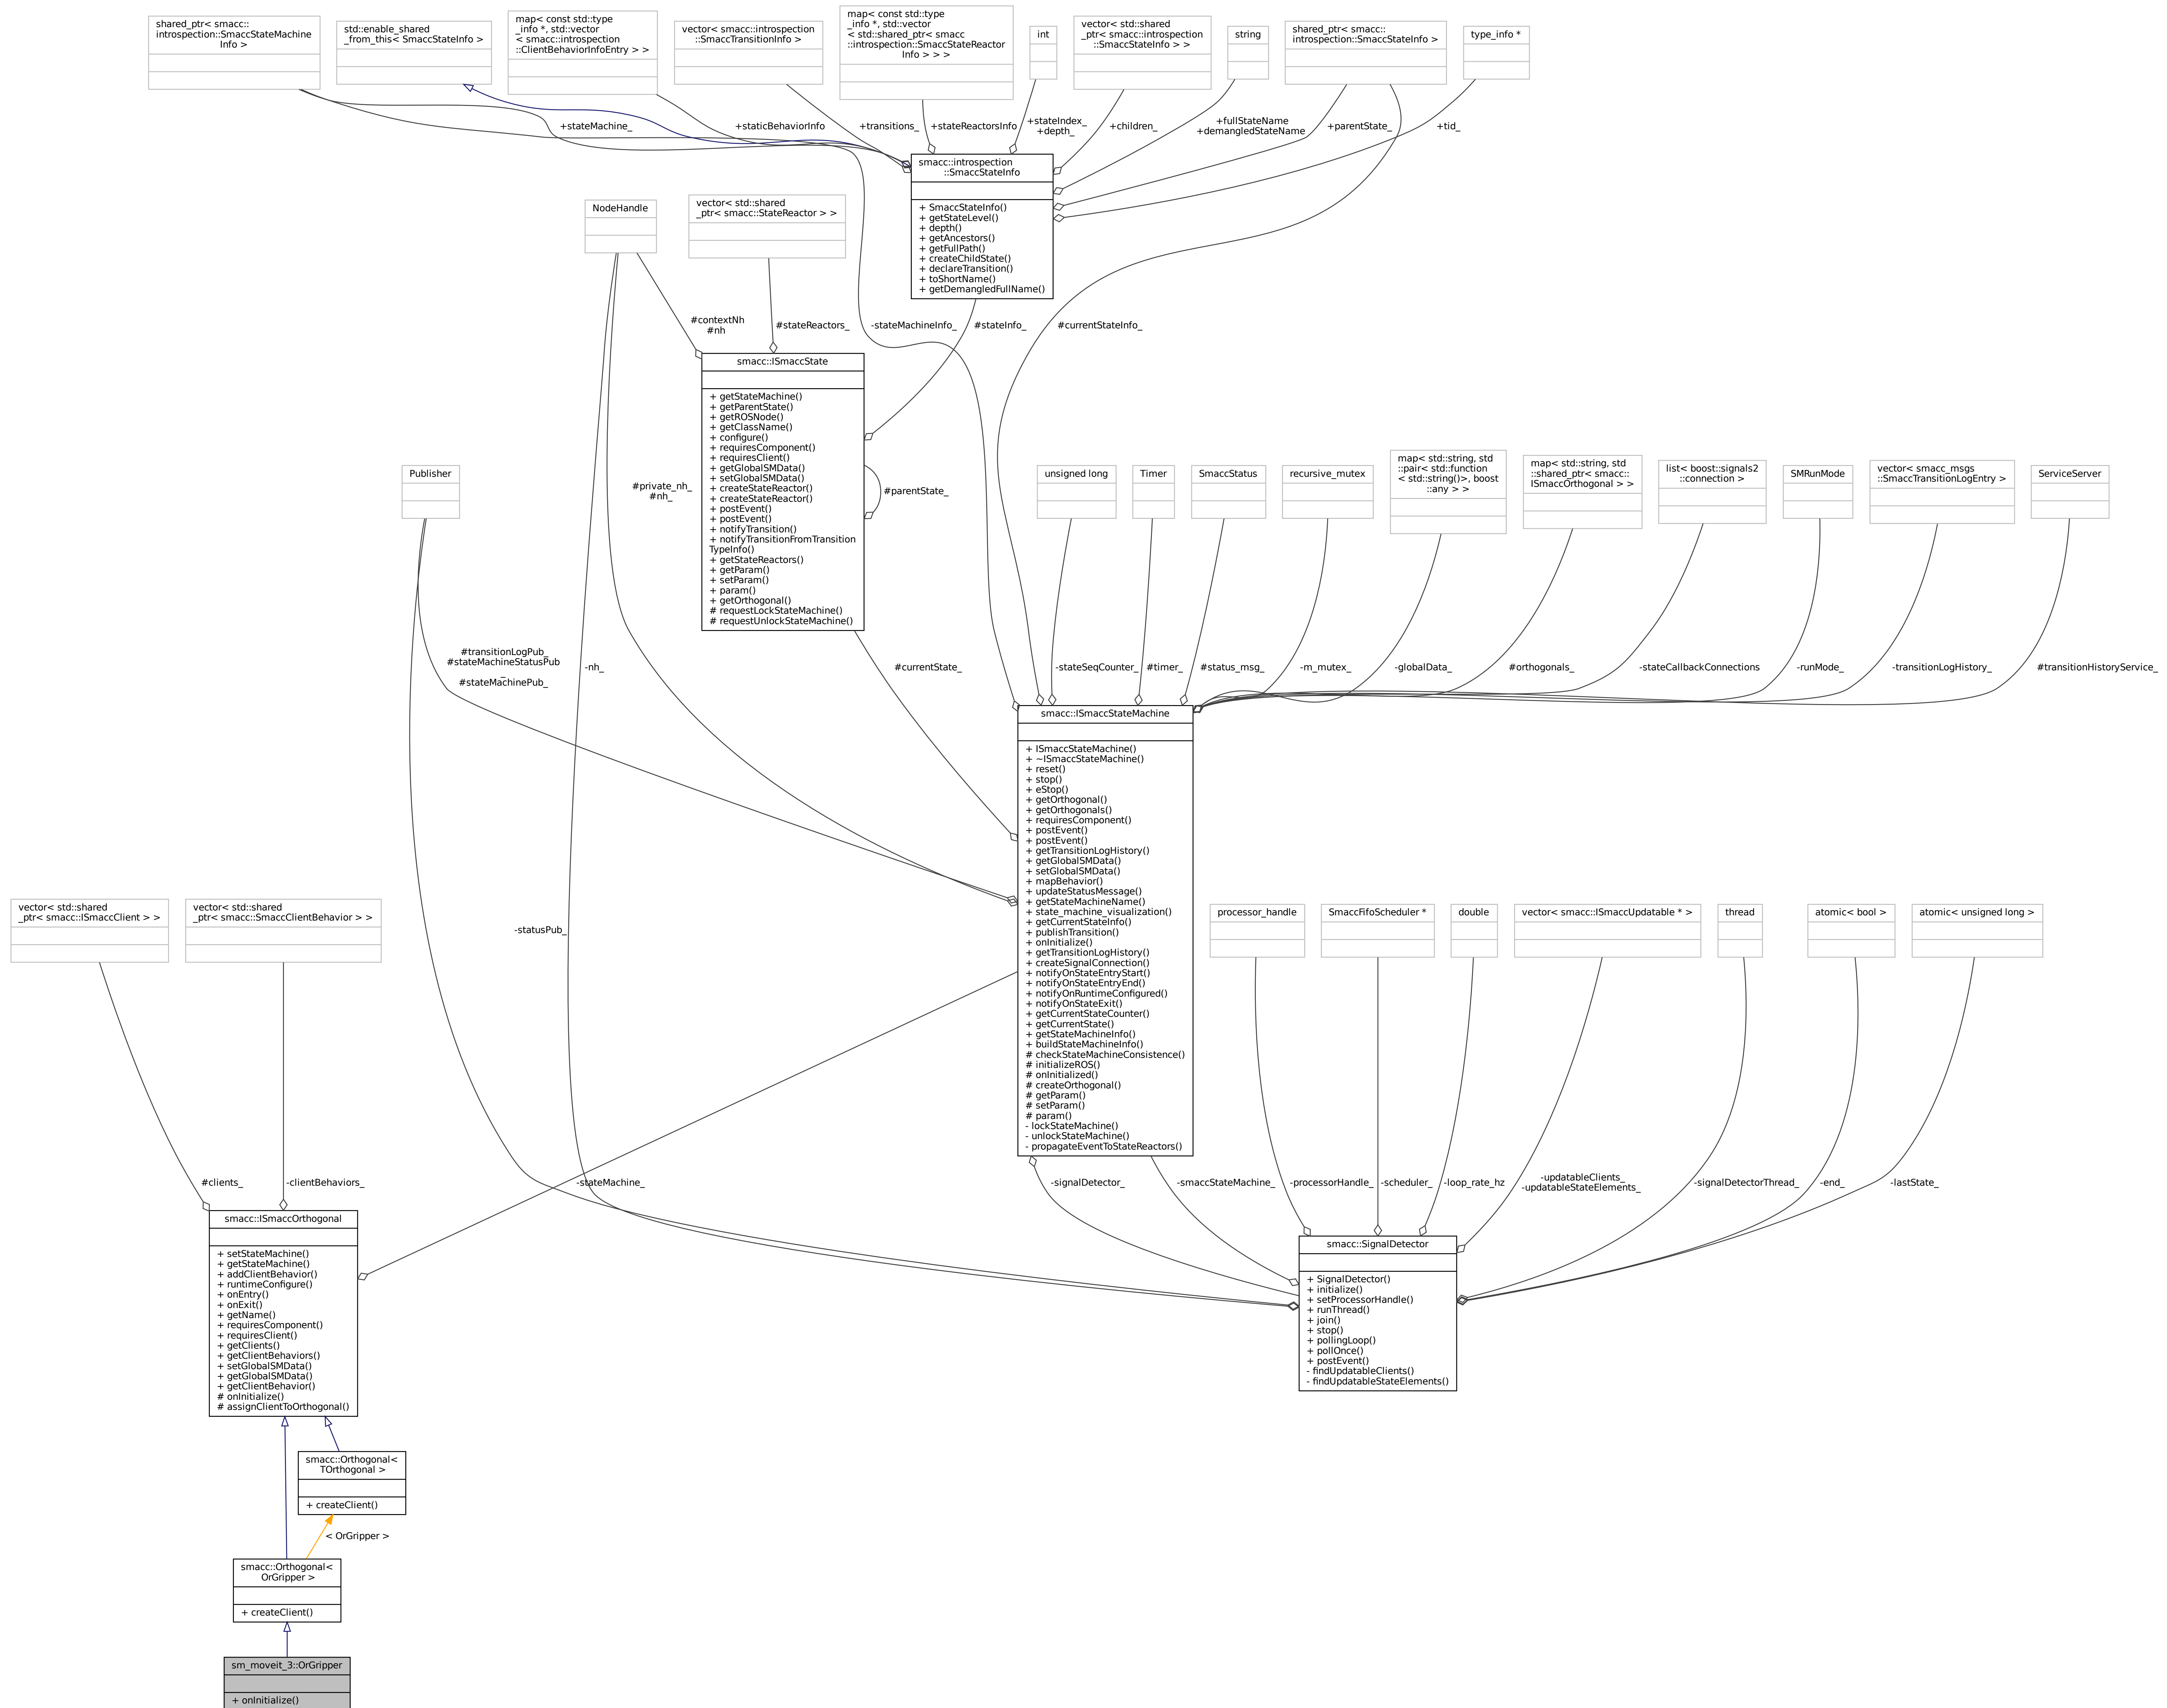 shared_ptr< smacc::
introspection::SmaccStateMachine
Info >
std::enable_shared
_from_this< SmaccStateInfo >
map< const std::type
_info *, std::vector
< smacc::introspection
::ClientBehaviorInfoEntry > >
vector< smacc::introspection
::SmaccTransitionInfo >
map< const std::type
_info *, std::vector
< std::shared_ptr< smacc
::introspection::SmaccStateReactor
Info > > >
int
vector< std::shared
_ptr< smacc::introspection
::SmaccStateInfo > >
string
shared_ptr< smacc::
introspection::SmaccStateInfo >
type_info *
+stateMachine_
+staticBehaviorInfo
+transitions_
+stateReactorsInfo
+stateIndex_
+depth_
+children_
+fullStateName
+demangledStateName
+parentState_
+tid_
smacc::introspection
::SmaccStateInfo
+ SmaccStateInfo()
+ getStateLevel()
+ depth()
+ getAncestors()
+ getFullPath()
+ createChildState()
+ declareTransition()
+ toShortName()
+ getDemangledFullName()
NodeHandle
vector< std::shared
_ptr< smacc::StateReactor > >
#contextNh
#nh
#stateReactors_
-stateMachineInfo_
#stateInfo_
#currentStateInfo_
smacc::ISmaccState
+ getStateMachine()
+ getParentState()
+ getROSNode()
+ getClassName()
+ configure()
+ requiresComponent()
+ requiresClient()
+ getGlobalSMData()
+ setGlobalSMData()
+ createStateReactor()
+ createStateReactor()
+ postEvent()
+ postEvent()
+ notifyTransition()
+ notifyTransitionFromTransition
TypeInfo()
+ getStateReactors()
+ getParam()
+ setParam()
+ param()
+ getOrthogonal()
# requestLockStateMachine()
# requestUnlockStateMachine()
#parentState_
Publisher
#private_nh_
#nh_
unsigned long
Timer
SmaccStatus
recursive_mutex
map< std::string, std
::pair< std::function
< std::string()>, boost
::any > >
map< std::string, std
::shared_ptr< smacc::
ISmaccOrthogonal > >
list< boost::signals2
::connection >
SMRunMode
vector< smacc_msgs
::SmaccTransitionLogEntry >
ServiceServer
#transitionLogPub_
#stateMachineStatusPub
_
#stateMachinePub_
-nh_
#currentState_
-stateSeqCounter_
#timer_
#status_msg_
-m_mutex_
-globalData_
#orthogonals_
-stateCallbackConnections
-runMode_
-transitionLogHistory_
#transitionHistoryService_
smacc::ISmaccStateMachine
+ ISmaccStateMachine()
+ ~ISmaccStateMachine()
+ reset()
+ stop()
+ eStop()
+ getOrthogonal()
+ getOrthogonals()
+ requiresComponent()
+ postEvent()
+ postEvent()
+ getTransitionLogHistory()
+ getGlobalSMData()
+ setGlobalSMData()
+ mapBehavior()
+ updateStatusMessage()
+ getStateMachineName()
+ state_machine_visualization()
+ getCurrentStateInfo()
+ publishTransition()
+ onInitialize()
+ getTransitionLogHistory()
+ createSignalConnection()
+ notifyOnStateEntryStart()
+ notifyOnStateEntryEnd()
+ notifyOnRuntimeConfigured()
+ notifyOnStateExit()
+ getCurrentStateCounter()
+ getCurrentState()
+ getStateMachineInfo()
+ buildStateMachineInfo()
# checkStateMachineConsistence()
# initializeROS()
# onInitialized()
# createOrthogonal()
# getParam()
# setParam()
# param()
- lockStateMachine()
- unlockStateMachine()
- propagateEventToStateReactors()
vector< std::shared
_ptr< smacc::ISmaccClient > >
vector< std::shared
_ptr< smacc::SmaccClientBehavior > >
-statusPub_
processor_handle
SmaccFifoScheduler *
double
vector< smacc::ISmaccUpdatable * >
thread
atomic< bool >
atomic< unsigned long >
#clients_
-clientBehaviors_
-stateMachine_
-signalDetector_
-smaccStateMachine_
-processorHandle_
-scheduler_
-loop_rate_hz
-updatableClients_
-updatableStateElements_
-signalDetectorThread_
-end_
-lastState_
smacc::ISmaccOrthogonal
+ setStateMachine()
+ getStateMachine()
+ addClientBehavior()
+ runtimeConfigure()
+ onEntry()
+ onExit()
+ getName()
+ requiresComponent()
+ requiresClient()
+ getClients()
+ getClientBehaviors()
+ setGlobalSMData()
+ getGlobalSMData()
+ getClientBehavior()
# onInitialize()
# assignClientToOrthogonal()
smacc::SignalDetector
+ SignalDetector()
+ initialize()
+ setProcessorHandle()
+ runThread()
+ join()
+ stop()
+ pollingLoop()
+ pollOnce()
+ postEvent()
- findUpdatableClients()
- findUpdatableStateElements()
smacc::Orthogonal<
TOrthogonal >
+ createClient()
< OrGripper >
smacc::Orthogonal<
OrGripper >
+ createClient()
sm_moveit_3::OrGripper
+ onInitialize()